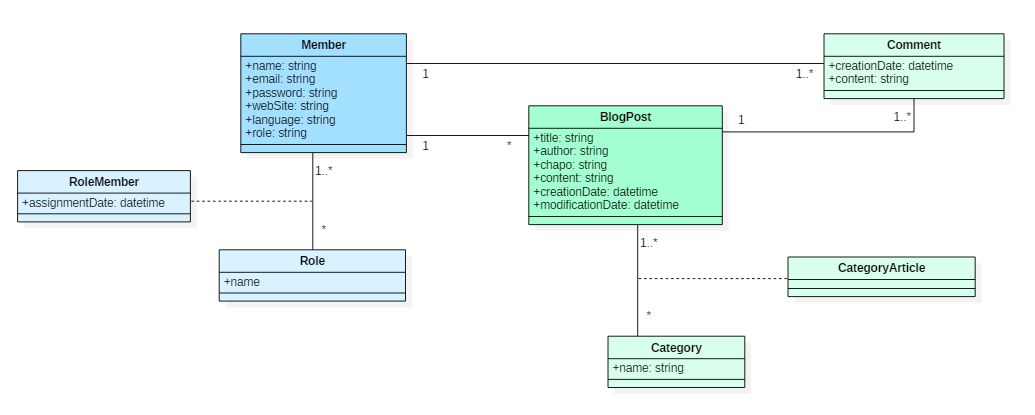 Member
+name: string
+email: string
+password: string
+webSite: string
+language: string
+role: string
1
1..*
Comment
+creationDate: datetime
+content: string
1..*
1
*
1
BlogPost
+title: string
+author: string
+chapo: string
+content: string
+creationDate: datetime
+modificationDate: datetime
1..*
RoleMember
+assignmentDate: datetime
*
Role
+name
1..*
CategoryArticle
*
Category
+name: string